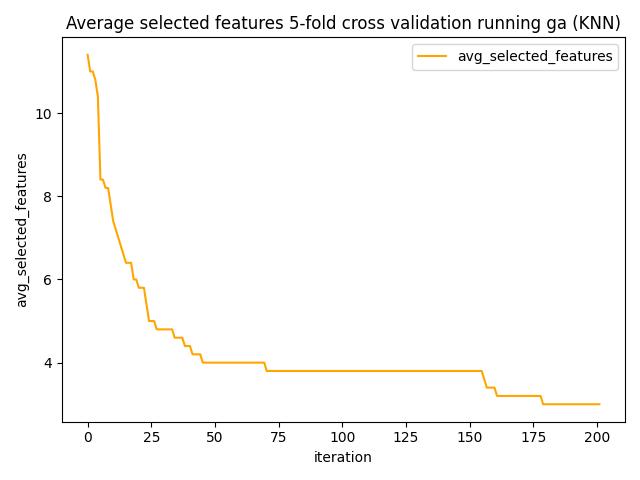 Average selected features 5-fold cross validation running ga (KNN)
avg_selected_features
avg_selected_features
10
8
6
4
0 25 50 75 100 125 150 175 200
iteration